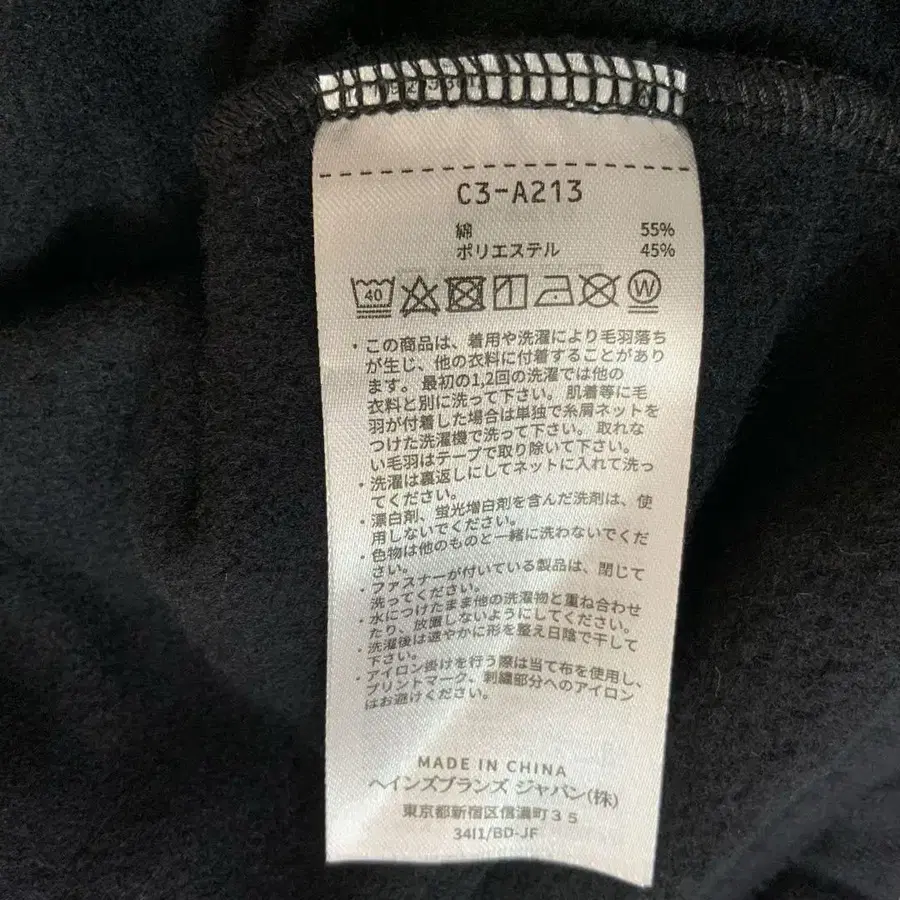 C3-A213
綿 55%
ポリエステル 45%
40 W
・この商品は、着用や洗濯により毛羽落ち
が生じ、他の衣料に付着することがあり
ます。最初の1,2回の洗濯では他の
衣料と別に洗って下さい。肌着等に毛
羽が付着した場合は単独で糸屑ネットを
つけた洗濯機で洗って下さい。取れな
い毛羽はテープで取り除いて下さい。
・洗濯は裏返しにしてネットに入れて洗っ
てください。
・漂白剤、蛍光増白剤を含んだ洗剤は、使
用しないでください。
・色物は他のものと一緒に洗わないでくだ
さい。
・ファスナーが付いている製品は、閉じて
洗ってください。
・水につけたまま他の洗濯物と重ね合わせ
たり、放置しないようにしてください。
・洗濯後は速やかに形を整え日陰で干して
下さい。
・アイロン掛けを行う際は当て布を使用し、
プリントマーク、刺繍部分へのアイロン
はお避けください。
MADE IN CHINA
ヘインズブランズ ジャパン(株)
東京都新宿区信濃町35
34I1/BD-JF